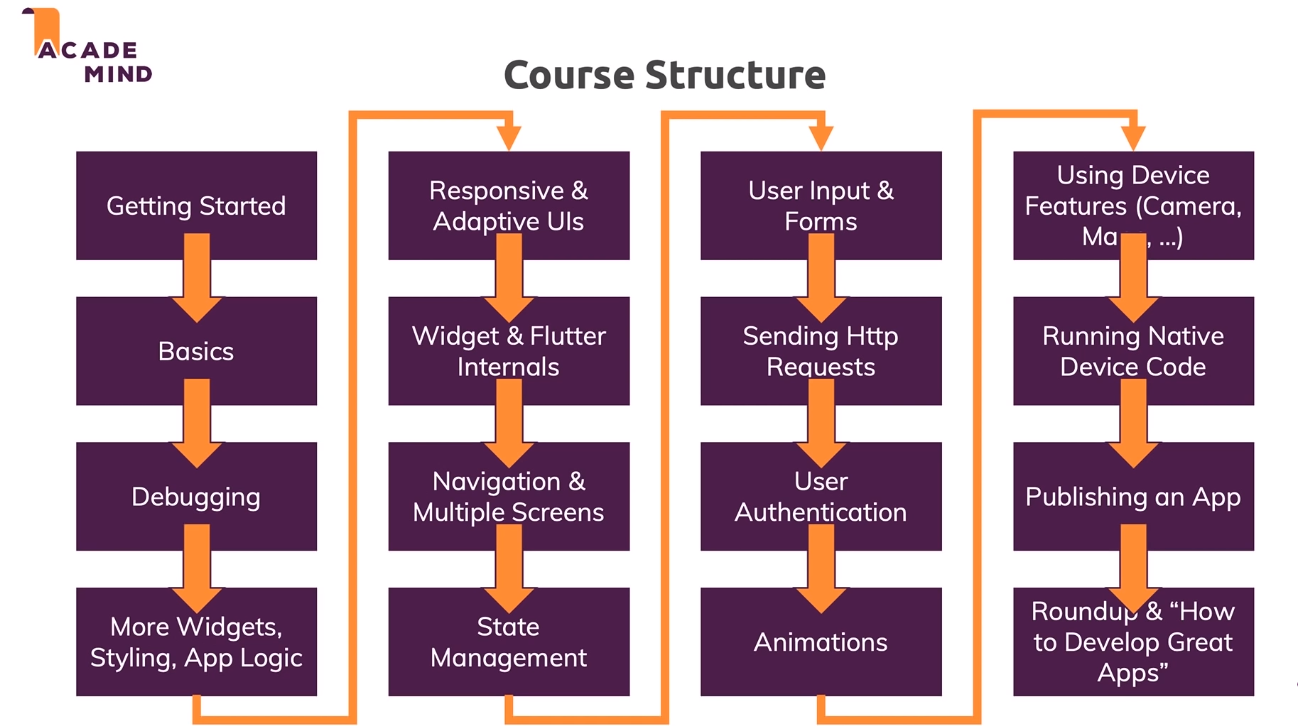 ACADE
MIND
Course Structure
Getting Started
Basics
Debugging
More Widgets,
Styling, App Logic
Responsive &
Adaptive UIs
Widget & Flutter
Internals
Navigation &
Multiple Screens
State
Management
User Input &
Forms
Sending Http
Requests
User
Authentication
Animations
Using Device
Features (Camera,
...)
Running Native
Device Code
Publishing an App
Roundup & “How
to Develop Great
Apps”